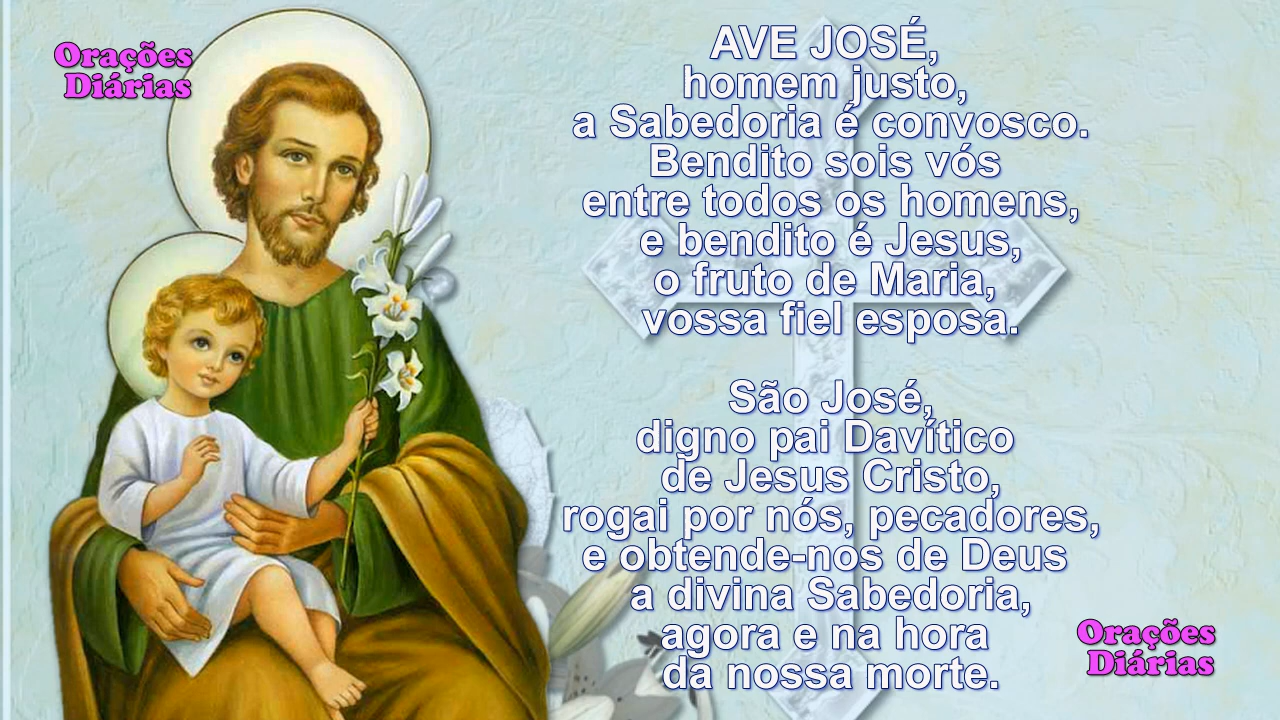 Orações
Diárias
AVE JOSÉ,
homem justo,
a Sabedoria é convosco.
Bendito sois vós
entre todos os homens,
e bendito é Jesus,
o fruto de Maria,
vossa fiel esposa.
São José,
digno pai Davítico
de Jesus Cristo,
rogai por nós, pecadores,
e obtende-nos de Deus
a divina Sabedoria,
agora e na hora
da nossa morte.
Orações
Diárias